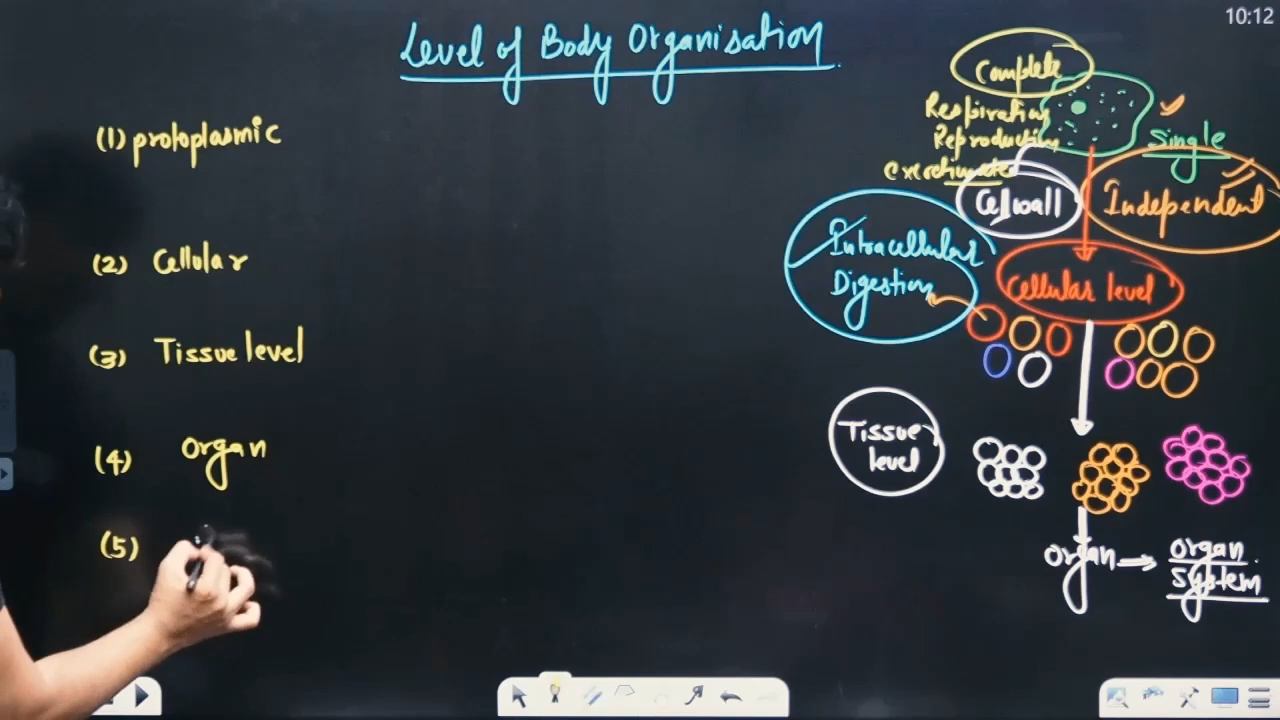 10:12
Level of Body Organisation
(1) protoplasmic
(2) Cellular
(3) Tissue level
(4) Organ
(5)
Complete
Respiration
Reproduction
Single
Cell wall
Independent
Intracellular
Digestion
Cellular level
Tissue
level
Organ → Organ
System